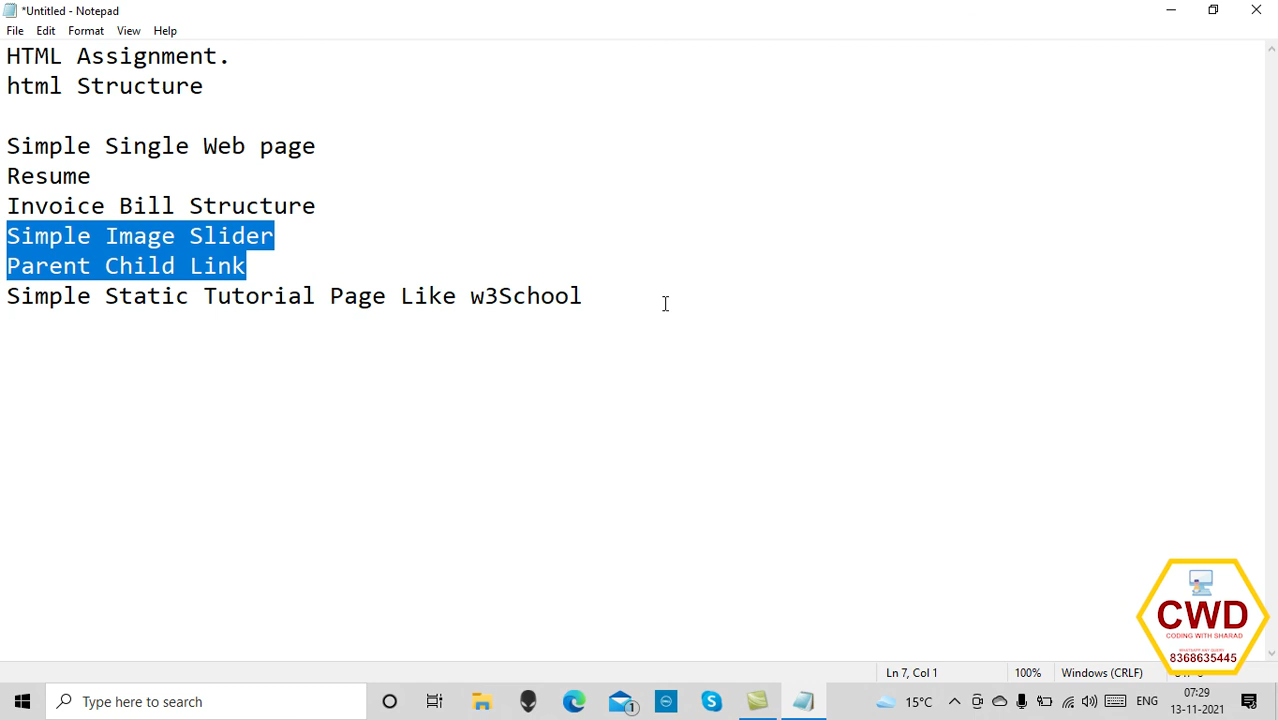 *Untitled - Notepad
File Edit Format View Help
HTML Assignment.
html Structure
Simple Single Web page
Resume
Invoice Bill Structure
Simple Image Slider
Parent Child Link
Simple Static Tutorial Page Like w3School
CWD
CODING WITH SHARAD
8368635445
Ln 7, Col 1 100% Windows (CRLF)
Type here to search
1
15°C
ENG
07:29
13-11-2021